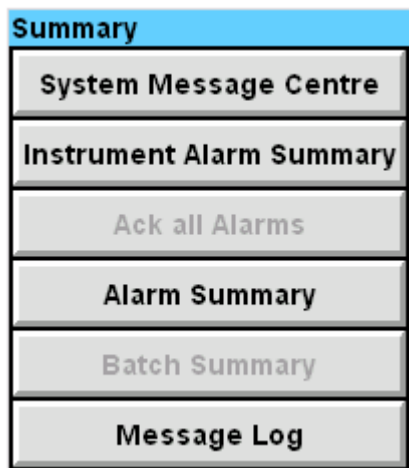 Summary
System Message Centre
Instrument Alarm Summary
Ack all Alarms
Alarm Summary
Batch Summary
Message Log